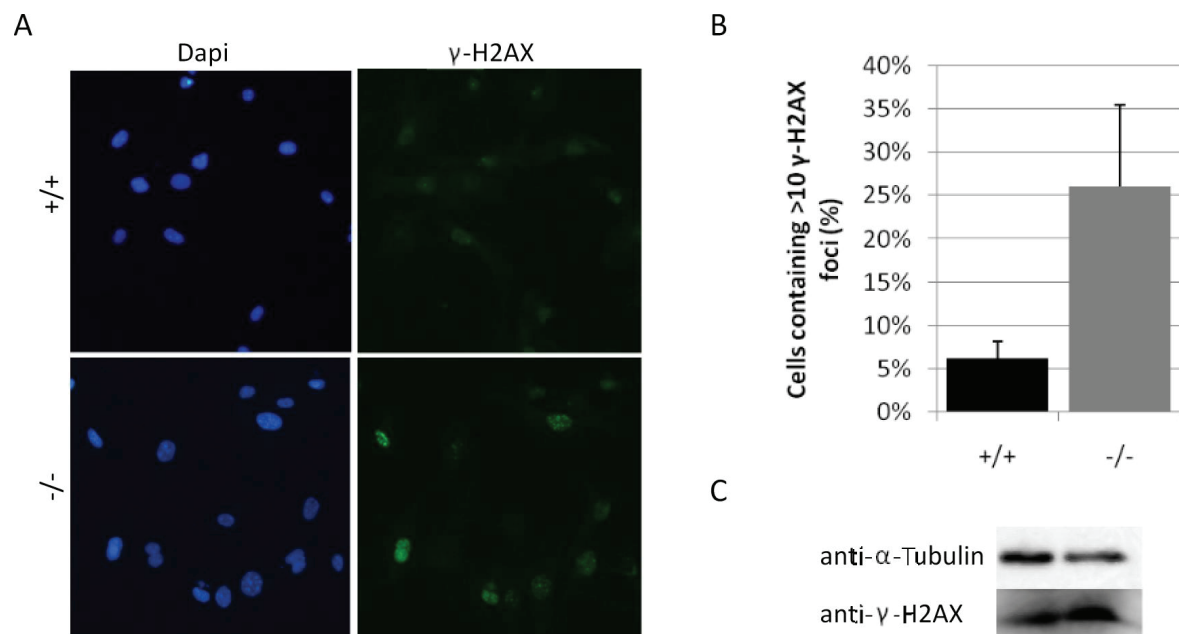 A
Dapi
γ-H2AX
+/+
-/-
B
Cells containing >10 γ-H2AX
foci (%)
40%
35%
30%
25%
20%
15%
10%
5%
0%
+/+
-/-
C
anti-α-Tubulin
anti-γ-H2AX